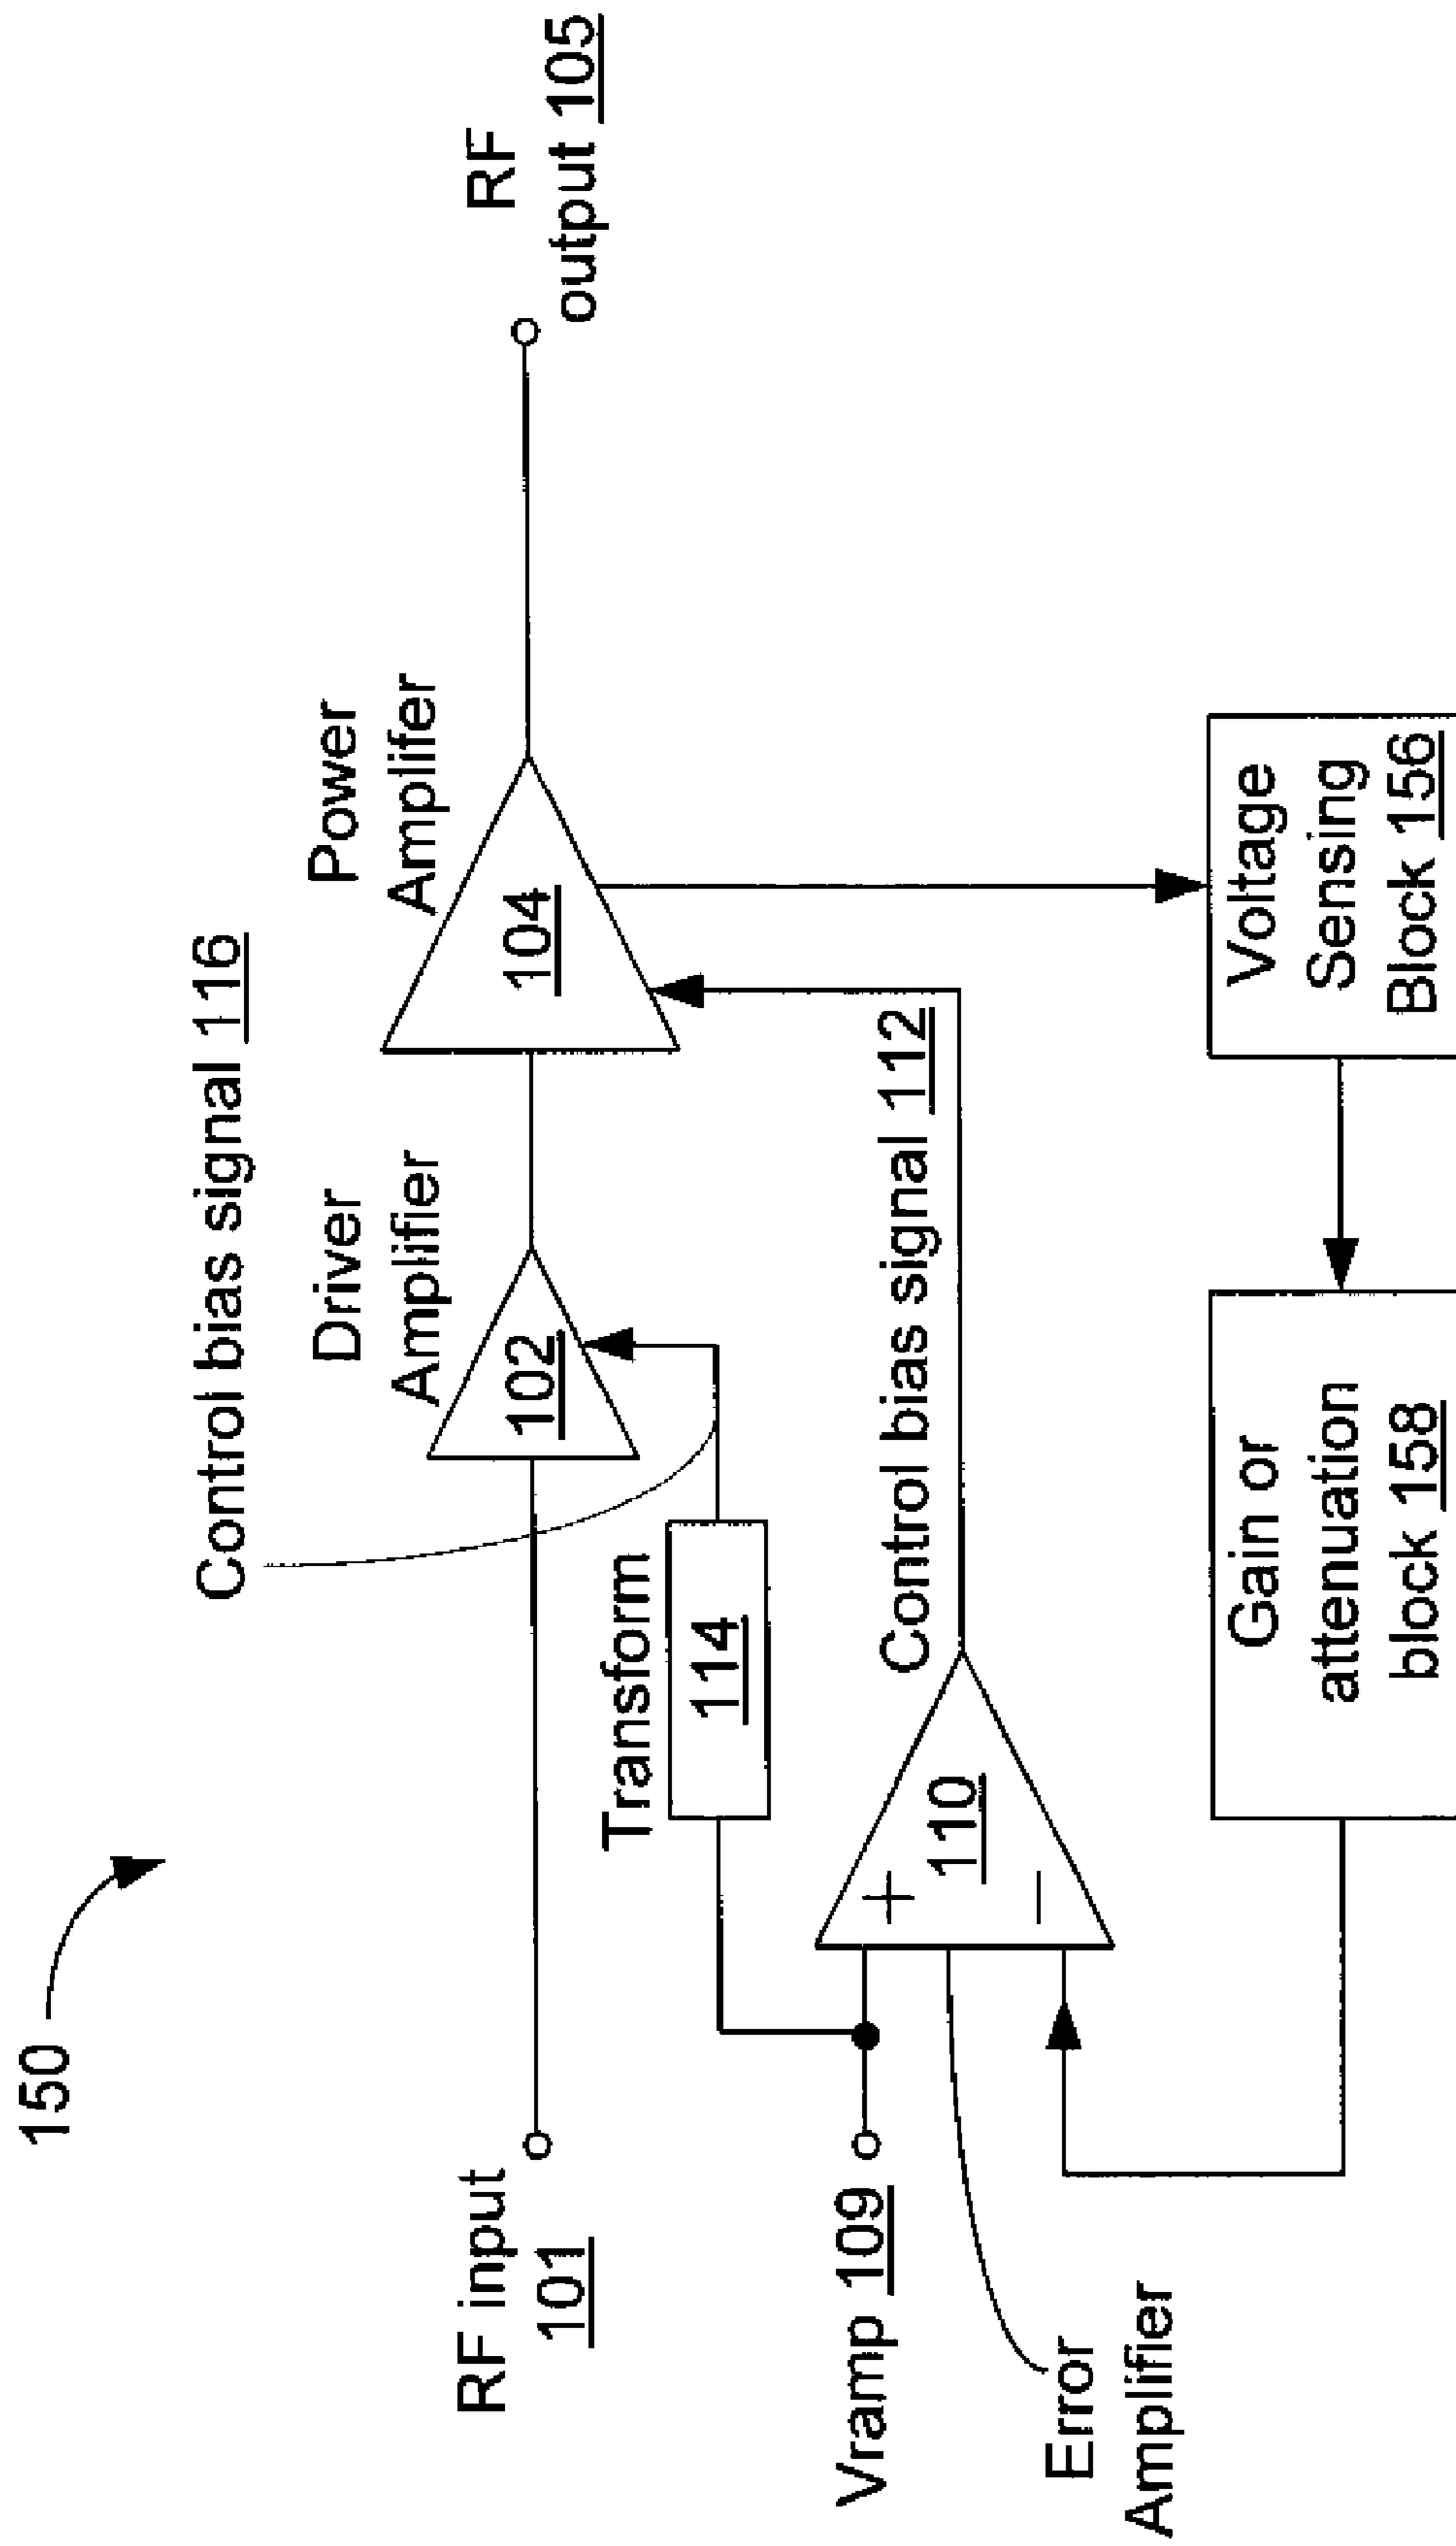 150
Control bias signal 116
Driver
Amplifier
Power
Amplifer
RF
output 105
RF input
101
102
104
Transform
114
Vramp 109
110
+
−
Control bias signal 112
Error
Amplifier
Gain or
attenuation
block 158
Voltage
Sensing
Block 156